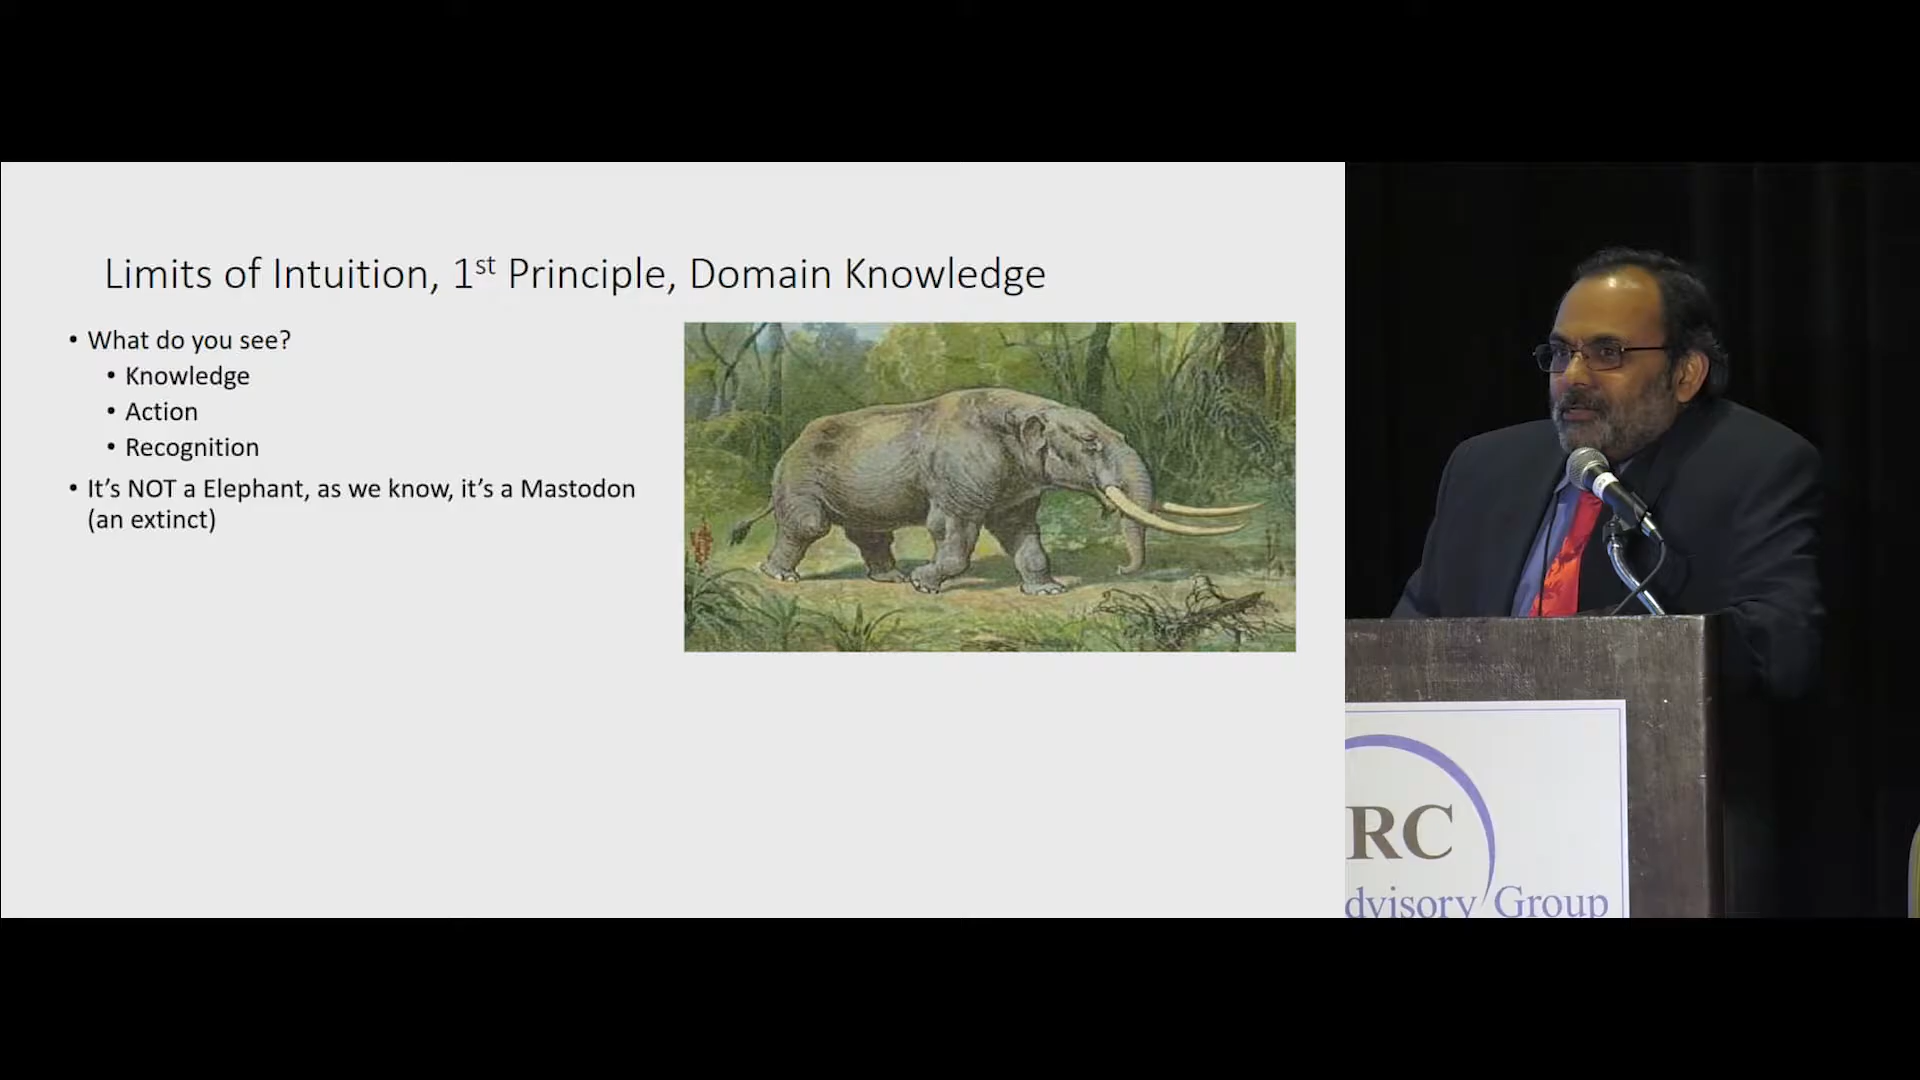 Limits of Intuition, 1st Principle, Domain Knowledge
• What do you see?
• Knowledge
• Action
• Recognition
• It’s NOT a Elephant, as we know, it’s a Mastodon
(an extinct)
RC
dvisory Group